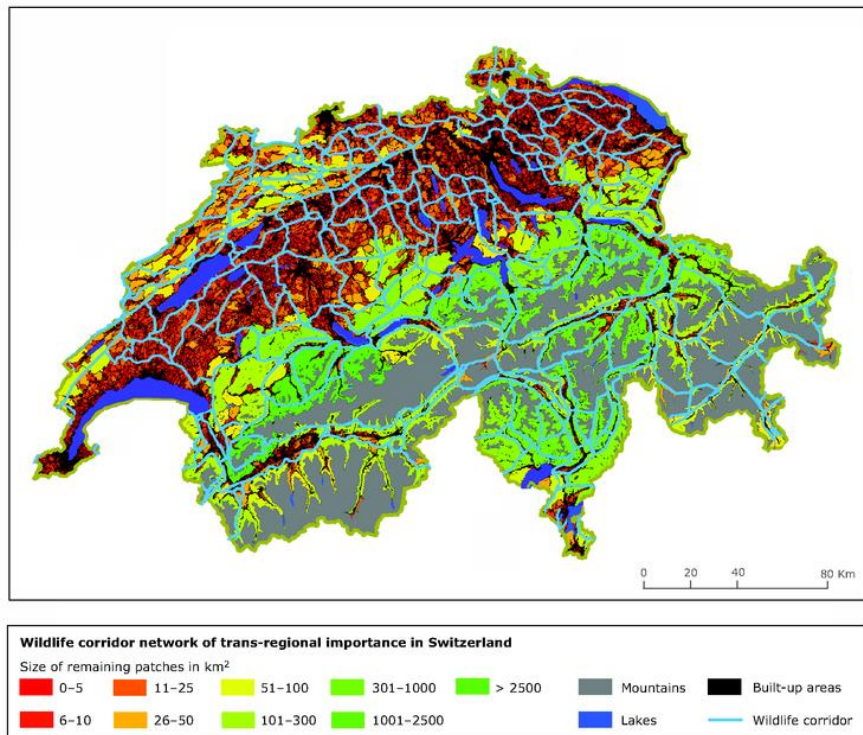 0 20 40 80 Km
Wildlife corridor network of trans-regional importance in Switzerland
Size of remaining patches in km²
0–5 11–25 51–100 301–1000 > 2500 Mountains Built-up areas
6–10 26–50 101–300 1001–2500 Lakes Wildlife corridor